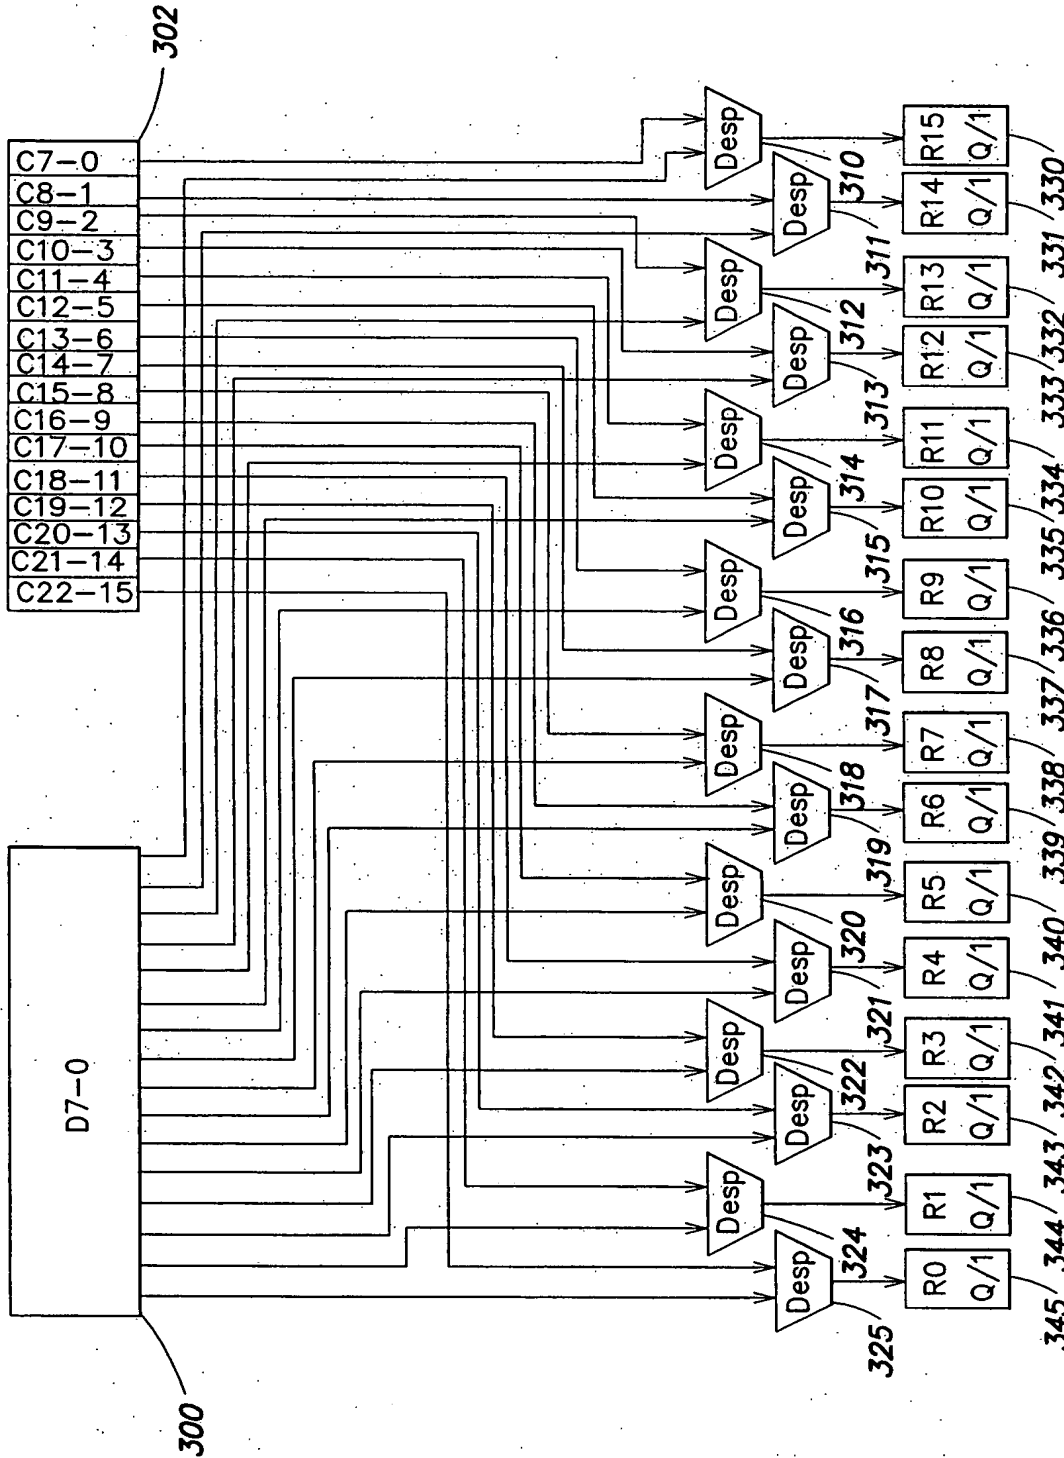 302
C7-0
C8-1
C9-2
C10-3
C11-4
C12-5
C13-6
C14-7
C15-8
C16-9
C17-10
C18-11
C19-12
C20-13
C21-14
C22-15
D7-0
300
Desp
310
R15
Q/1
330
Desp
311
R14
Q/1
331
Desp
312
R13
Q/1
332
Desp
313
R12
Q/1
333
Desp
314
R11
Q/1
334
Desp
315
R10
Q/1
335
Desp
316
R9
Q/1
336
Desp
317
R8
Q/1
337
Desp
318
R7
Q/1
338
Desp
319
R6
Q/1
339
Desp
320
R5
Q/1
340
Desp
321
R4
Q/1
341
Desp
322
R3
Q/1
342
Desp
323
R2
Q/1
343
Desp
324
R1
Q/1
344
Desp
325
R0
Q/1
345